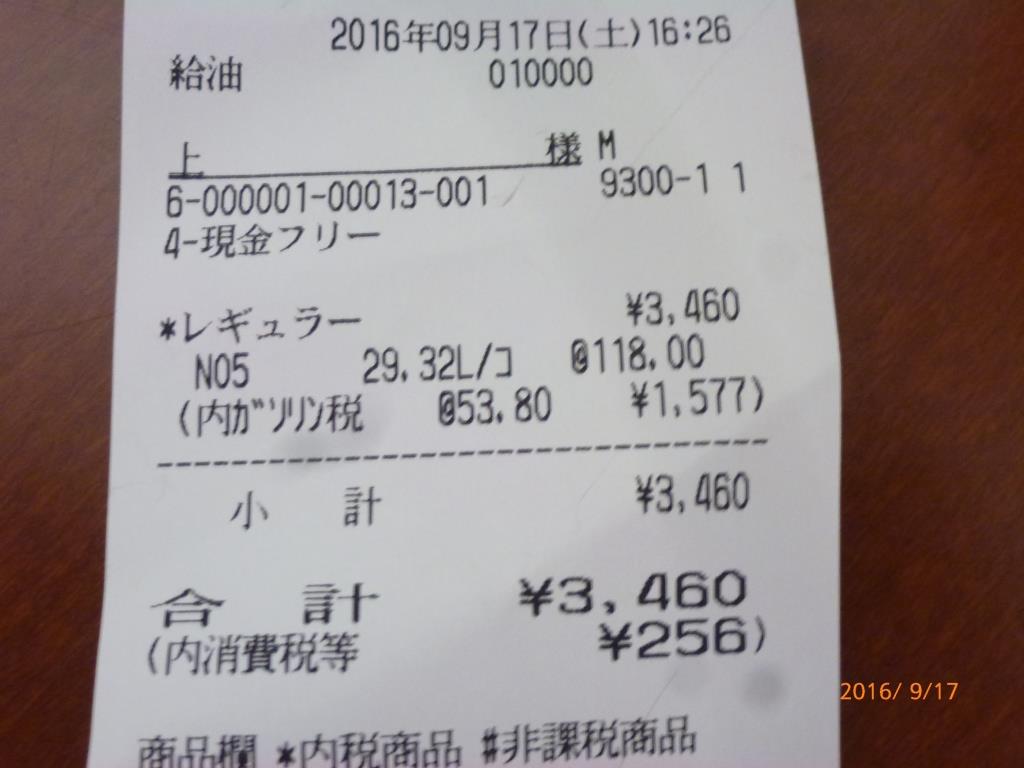 2016年09月17日(土)16:26
給油 010000
上 様 M
6-000001-00013-001 9300-1 1
4-現金フリー
*レギュラー ¥3,460
N05 29.32L/コ @118.00
(内ガソリン税 @53.80 ¥1,577)
小 計 ¥3,460
合 計 ¥3,460
(内消費税等 ¥256)
商品欄 *内税商品 #非課税商品
2016/ 9/17